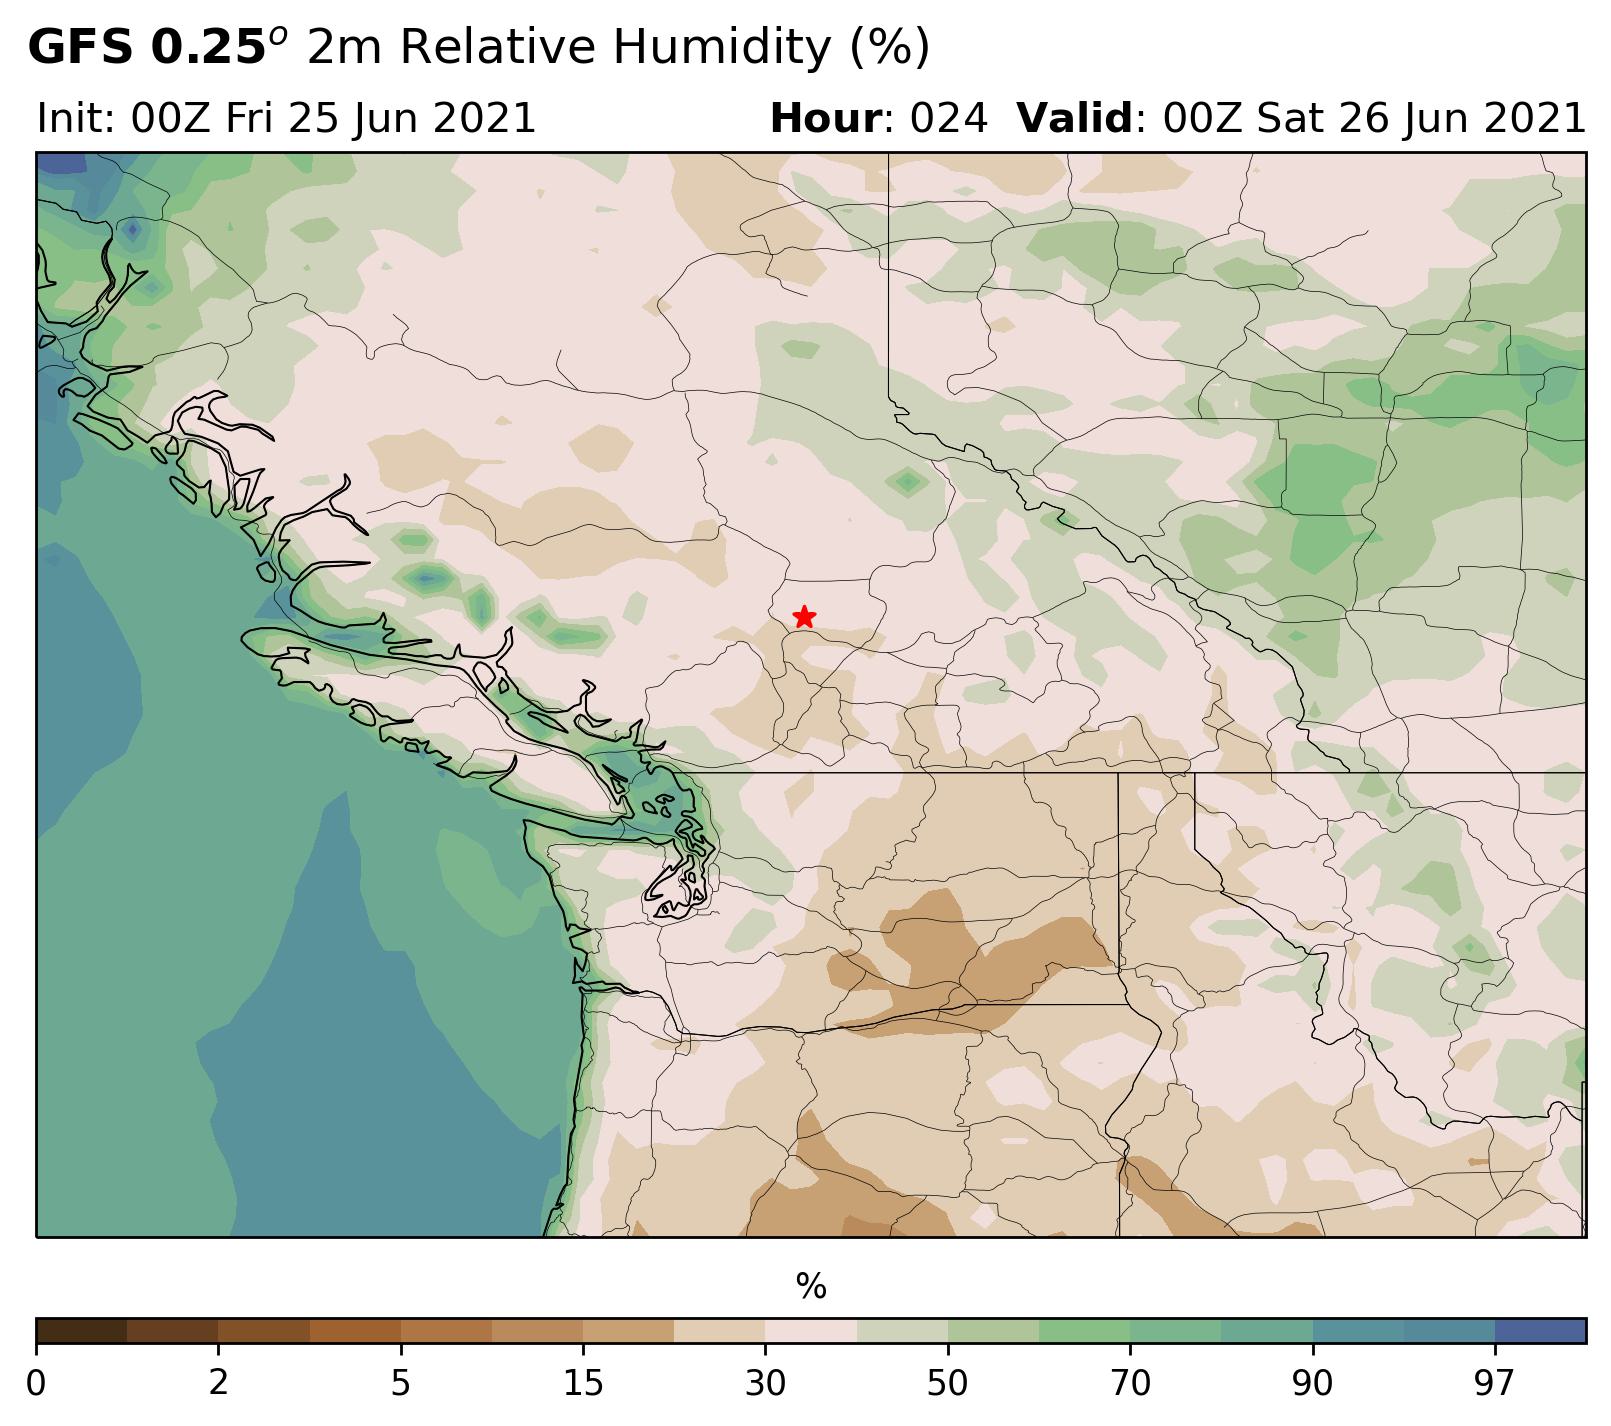 GFS 0.25° 2m Relative Humidity (%)
Init: 00Z Fri 25 Jun 2021 Hour: 024 Valid: 00Z Sat 26 Jun 2021
%
0 2 5 15 30 50 70 90 97